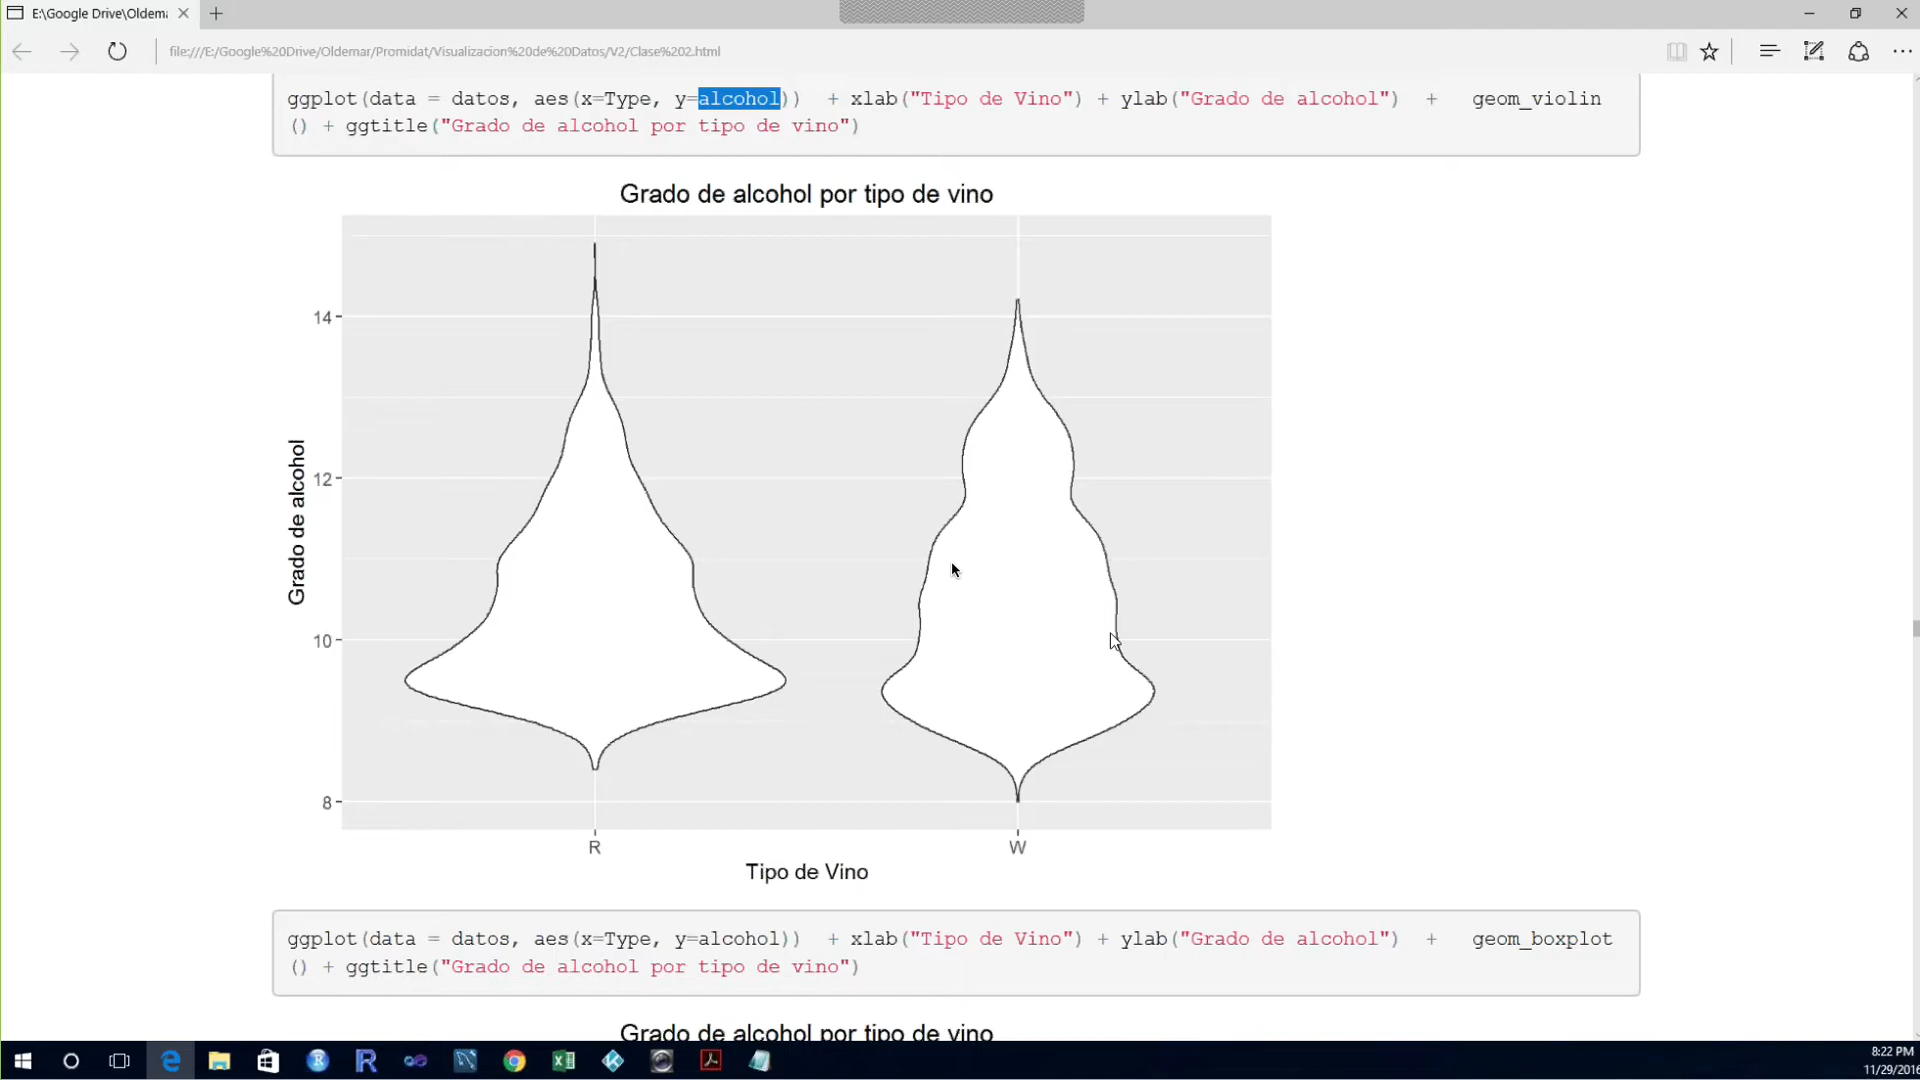 E:\Google Drive\Oldema
file:///E:/Google%20Drive/Oldemar/Promidat/Visualizacion%20de%20Datos/V2/Clase%202.html
ggplot(data = datos, aes(x=Type, y=alcohol)) + xlab("Tipo de Vino") + ylab("Grado de alcohol") + geom_violin
() + ggtitle("Grado de alcohol por tipo de vino")
Grado de alcohol por tipo de vino
14
12
10
8
Grado de alcohol
R W
Tipo de Vino
ggplot(data = datos, aes(x=Type, y=alcohol)) + xlab("Tipo de Vino") + ylab("Grado de alcohol") + geom_boxplot
() + ggtitle("Grado de alcohol por tipo de vino")
Grado de alcohol por tipo de vino
8:22 PM
11/29/2016